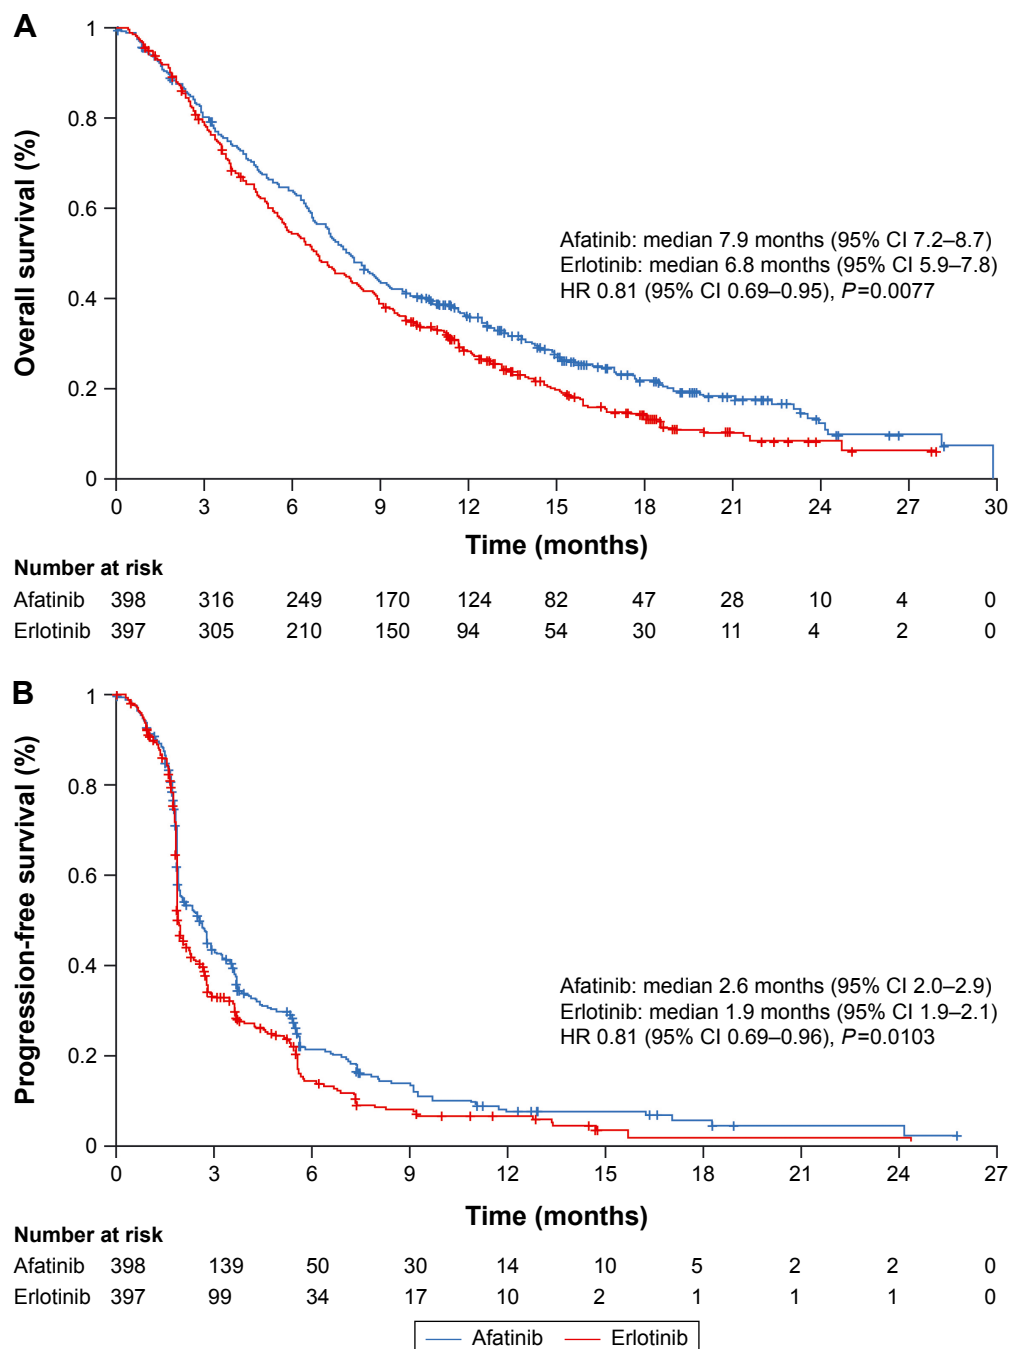 A
Overall survival (%)
1
0.8
0.6
0.4
0.2
0
Afatinib: median 7.9 months (95% CI 7.2–8.7)
Erlotinib: median 6.8 months (95% CI 5.9–7.8)
HR 0.81 (95% CI 0.69–0.95), P=0.0077
0 3 6 9 12 15 18 21 24 27 30
Time (months)
Number at risk
Afatinib 398 316 249 170 124 82 47 28 10 4 0
Erlotinib 397 305 210 150 94 54 30 11 4 2 0
B
Progression-free survival (%)
1
0.8
0.6
0.4
0.2
0
Afatinib: median 2.6 months (95% CI 2.0–2.9)
Erlotinib: median 1.9 months (95% CI 1.9–2.1)
HR 0.81 (95% CI 0.69–0.96), P=0.0103
0 3 6 9 12 15 18 21 24 27
Time (months)
Number at risk
Afatinib 398 139 50 30 14 10 5 2 2 0
Erlotinib 397 99 34 17 10 2 1 1 1 0
Afatinib Erlotinib